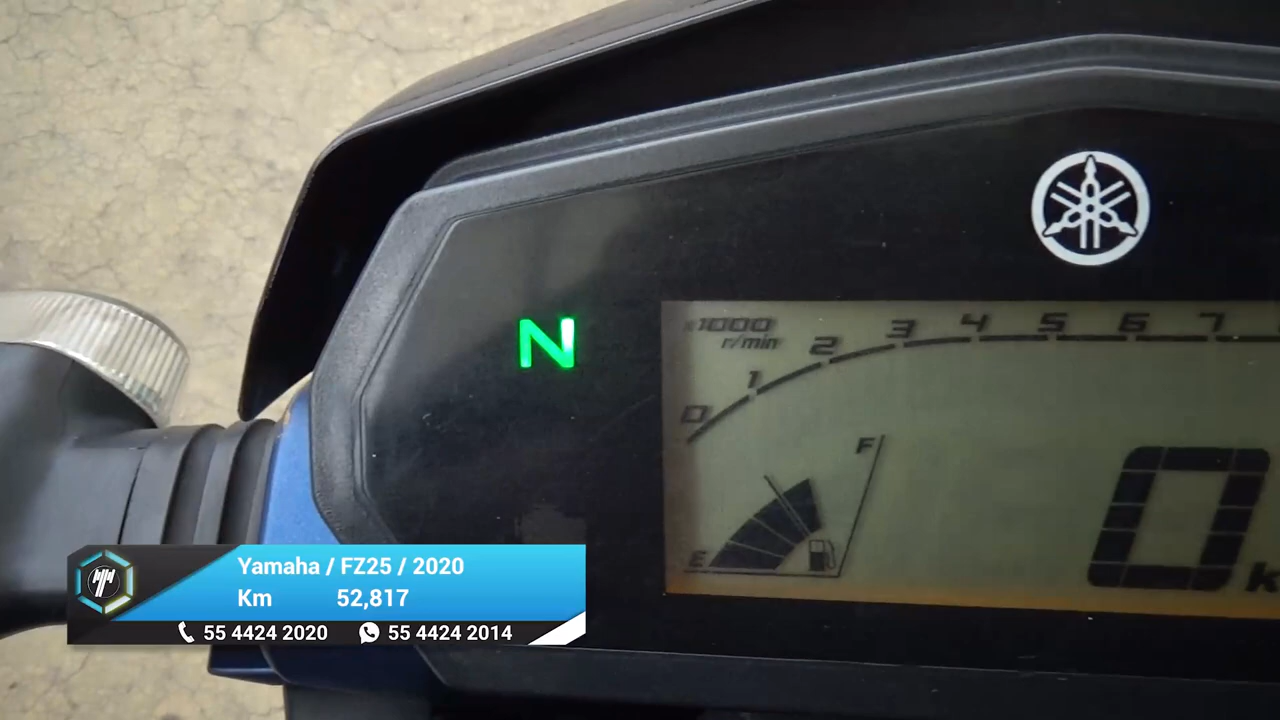 N
x1000
r/min
0 1 2 3 4 5 6 7
F
E
0
k
Yamaha / FZ25 / 2020
Km 52,817
55 4424 2020 55 4424 2014